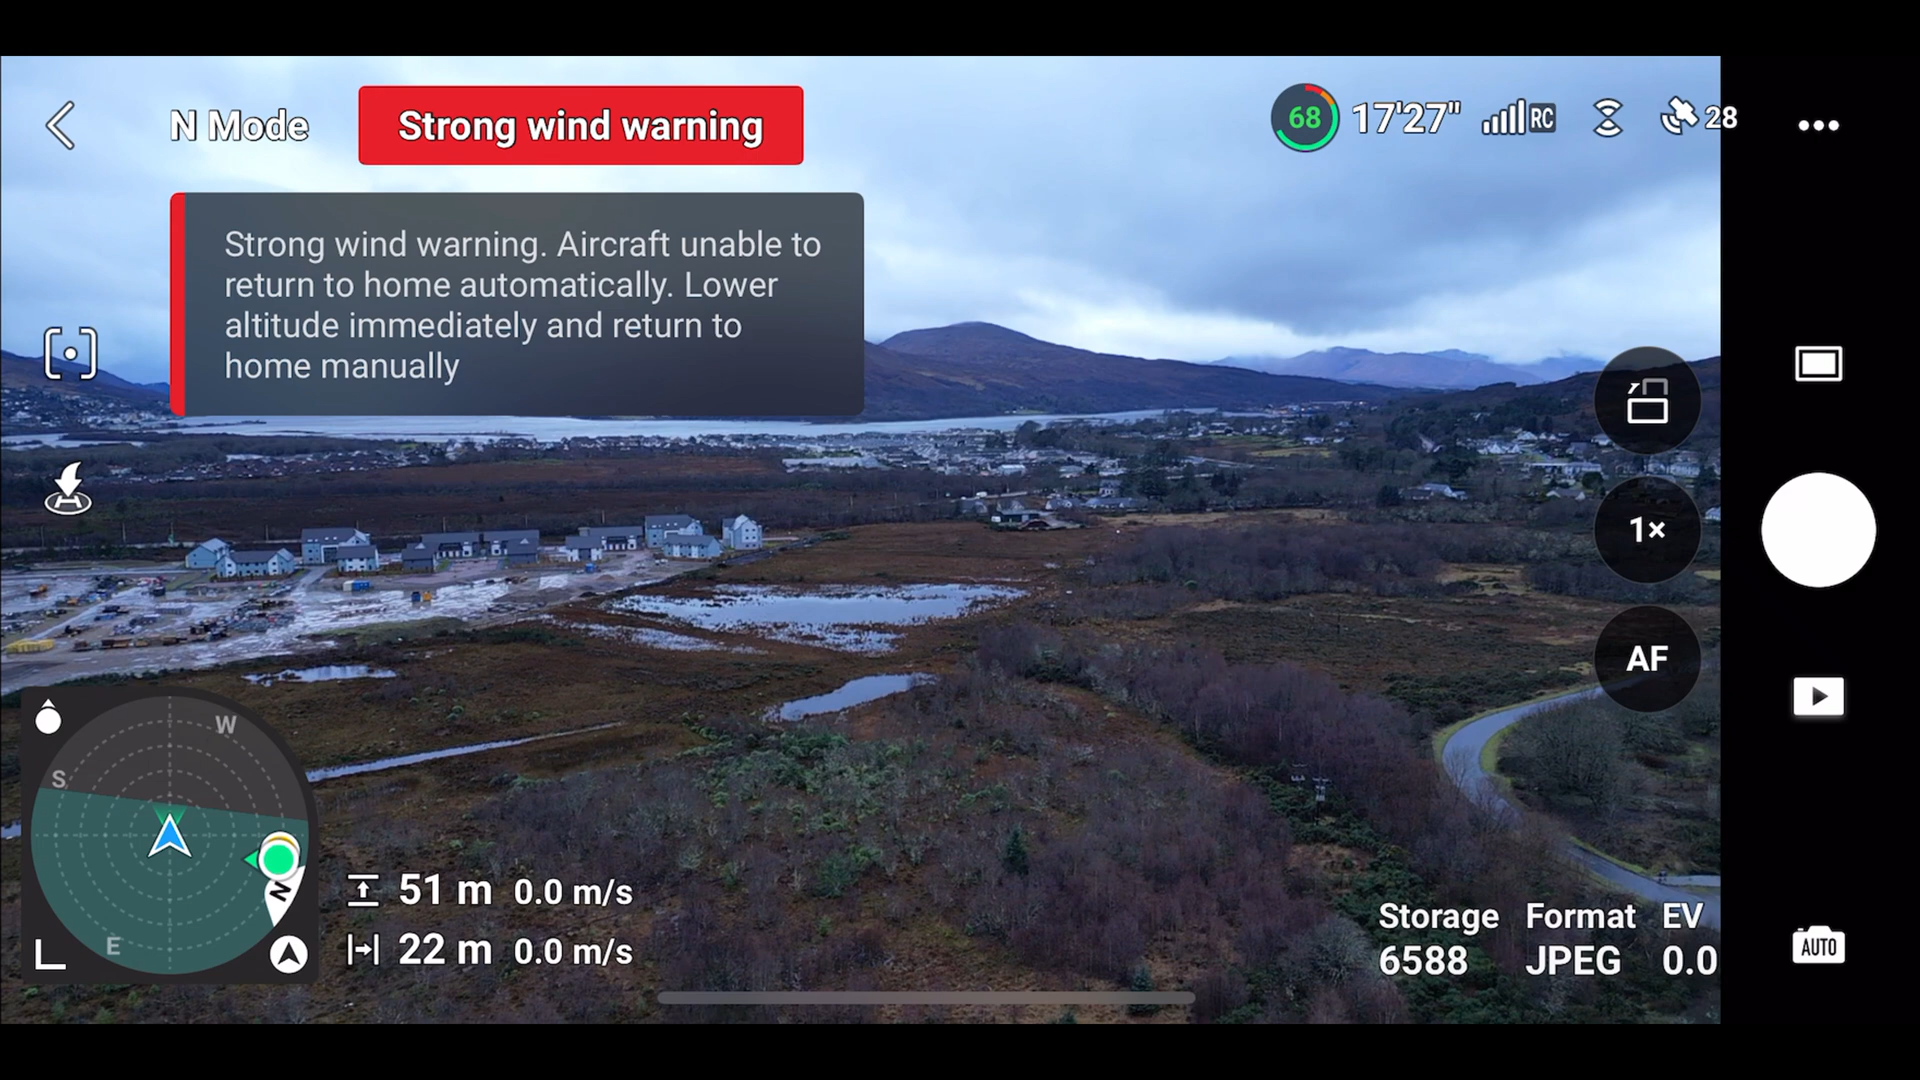 N Mode
Strong wind warning
68 17'27" RC 28
Strong wind warning. Aircraft unable to
return to home automatically. Lower
altitude immediately and return to
home manually
1×
AF
W
S
N
E
51 m 0.0 m/s
22 m 0.0 m/s
Storage Format EV
6588 JPEG 0.0
AUTO